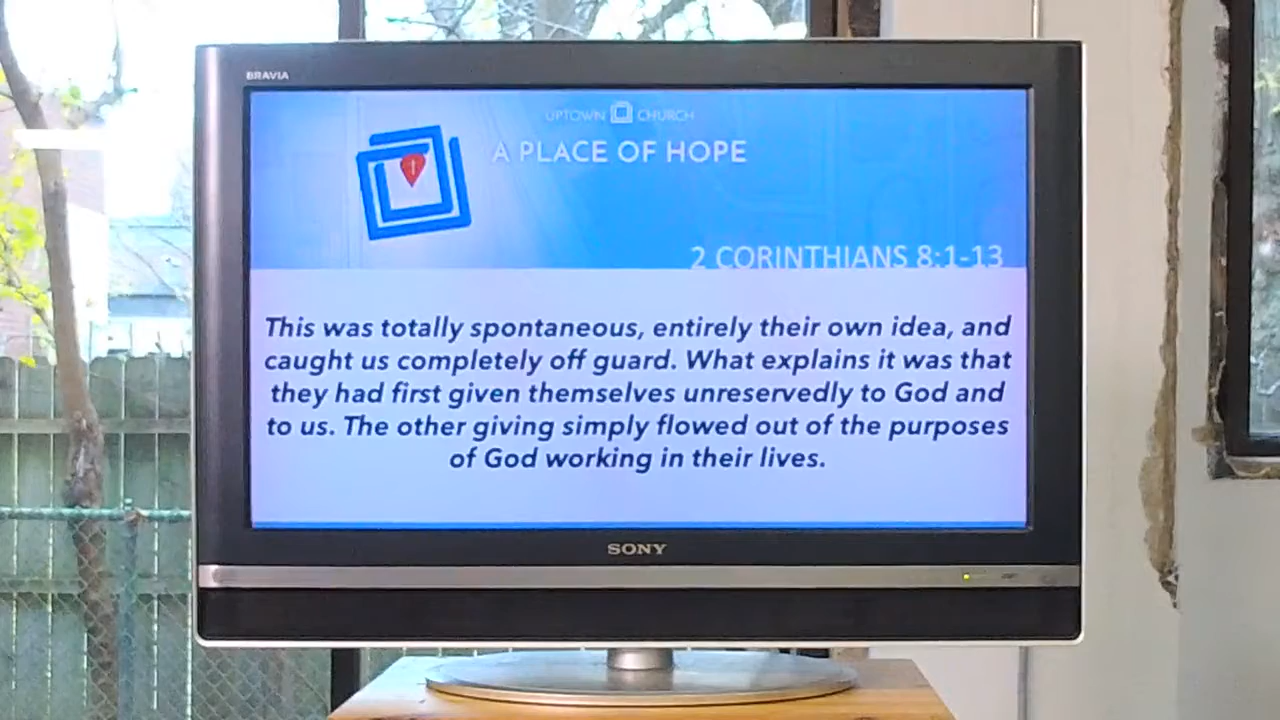 BRAVIA
UPTOWN CHURCH
A PLACE OF HOPE
2 CORINTHIANS 8:1-13
This was totally spontaneous, entirely their own idea, and
caught us completely off guard. What explains it was that
they had first given themselves unreservedly to God and
to us. The other giving simply flowed out of the purposes
of God working in their lives.
SONY